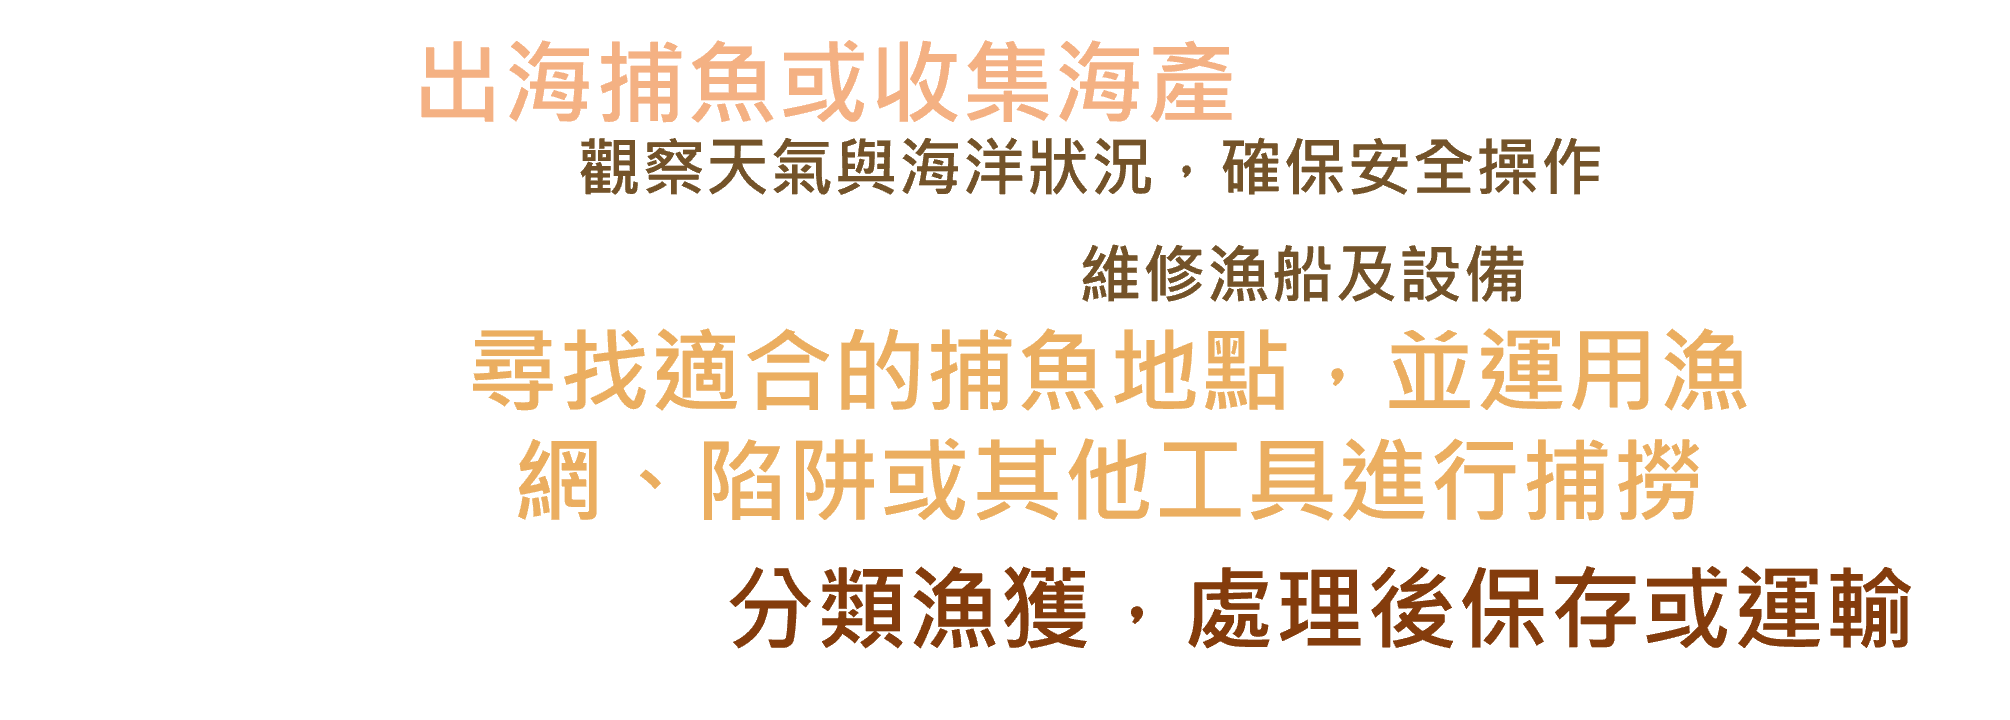 出海捕魚或收集海產
觀察天氣與海洋狀況，確保安全操作
維修漁船及設備
尋找適合的捕魚地點，並運用漁
網、陷阱或其他工具進行捕撈
分類漁獲，處理後保存或運輸